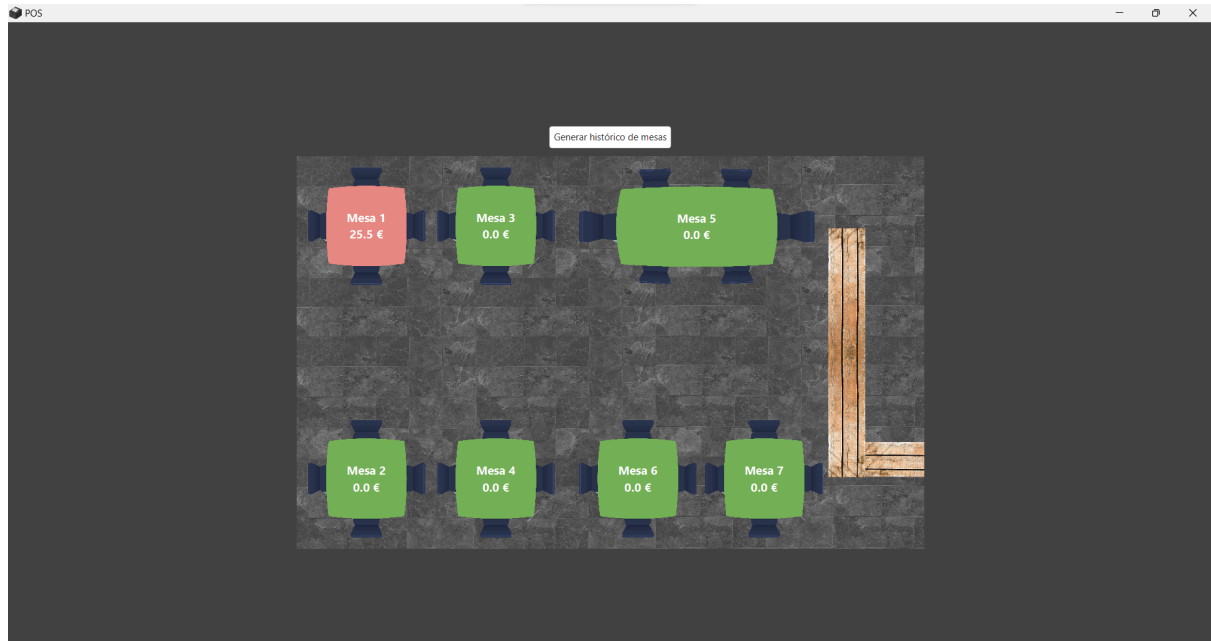 POS
Generar histórico de mesas
Mesa 1
25.5 €
Mesa 3
0.0 €
Mesa 5
0.0 €
Mesa 2
0.0 €
Mesa 4
0.0 €
Mesa 6
0.0 €
Mesa 7
0.0 €